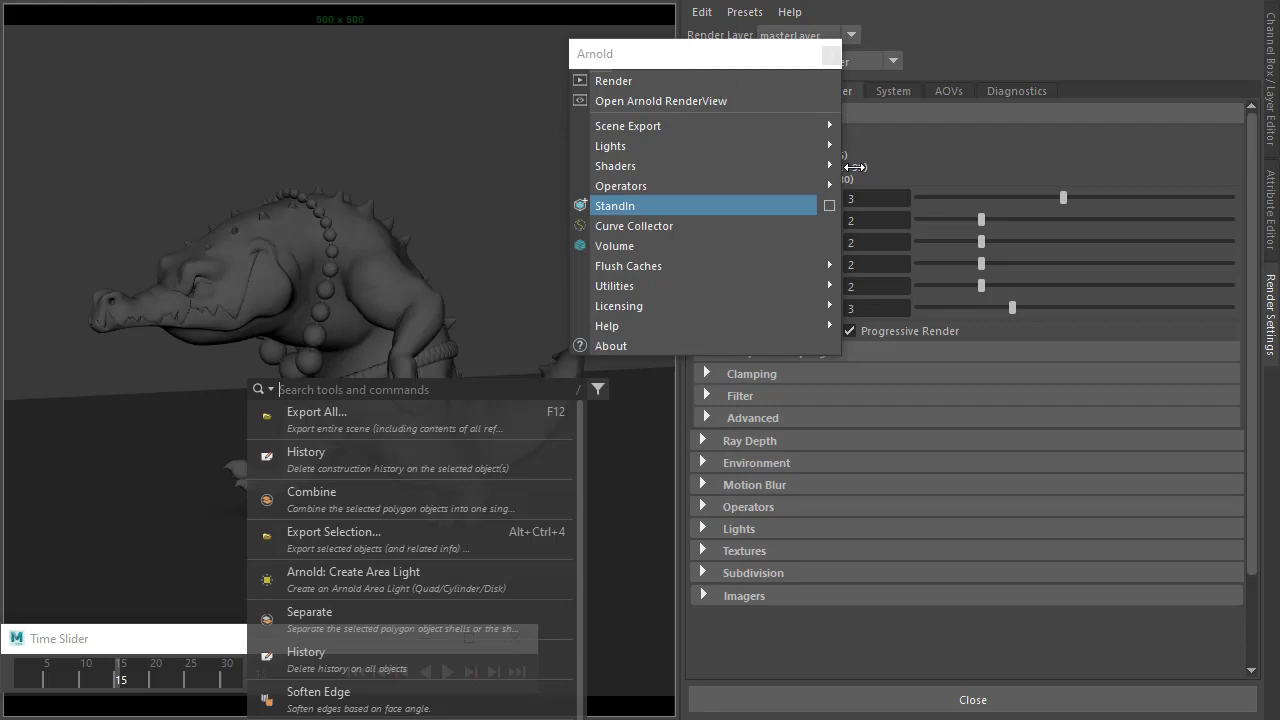 500 x 500
Edit Presets Help
Render Layer masterLayer
Arnold
Render
Open Arnold RenderView
Scene Export
Lights
Shaders
Operators
StandIn
Curve Collector
Volume
Flush Caches
Utilities
Licensing
Help
About
System AOVs Diagnostics
3
2
2
2
2
3
Progressive Render
Clamping
Filter
Advanced
Ray Depth
Environment
Motion Blur
Operators
Lights
Textures
Subdivision
Imagers
Close
Channel Box / Layer Editor
Attribute Editor
Render Settings
Search tools and commands /
Export All... F12
Export entire scene (including contents of all ref...
History
Delete construction history on the selected object(s)
Combine
Combine the selected polygon objects into one sing...
Export Selection... Alt+Ctrl+4
Export selected objects (and related info) ...
Arnold: Create Area Light
Create an Arnold Area Light (Quad/Cylinder/Disk)
Separate
Separate the selected polygon object shells or the sh...
History
Delete history on all objects
Soften Edge
Soften edges based on face angle.
Time Slider
5 10 15 20 25 30
15